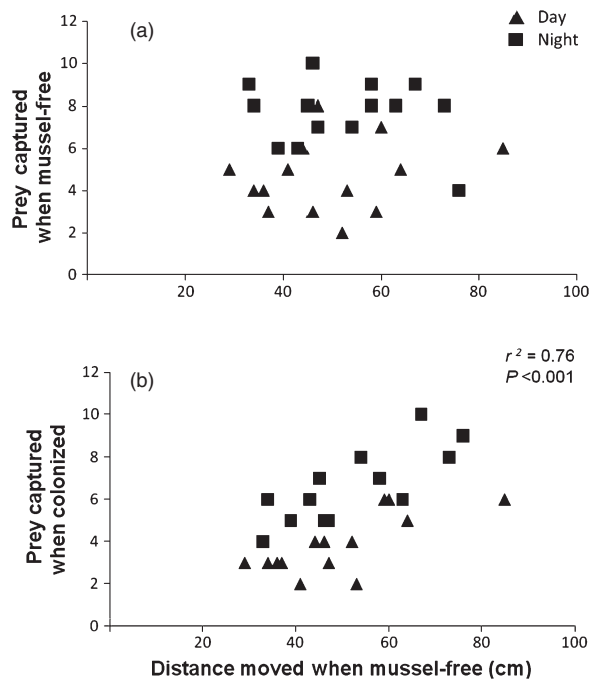 (a)
Day
Night
Prey captured
when mussel-free
12
10
8
6
4
2
0
20
40
60
80
100
r² = 0.76
P <0.001
(b)
Prey captured
when colonized
12
10
8
6
4
2
0
20
40
60
80
100
Distance moved when mussel-free (cm)